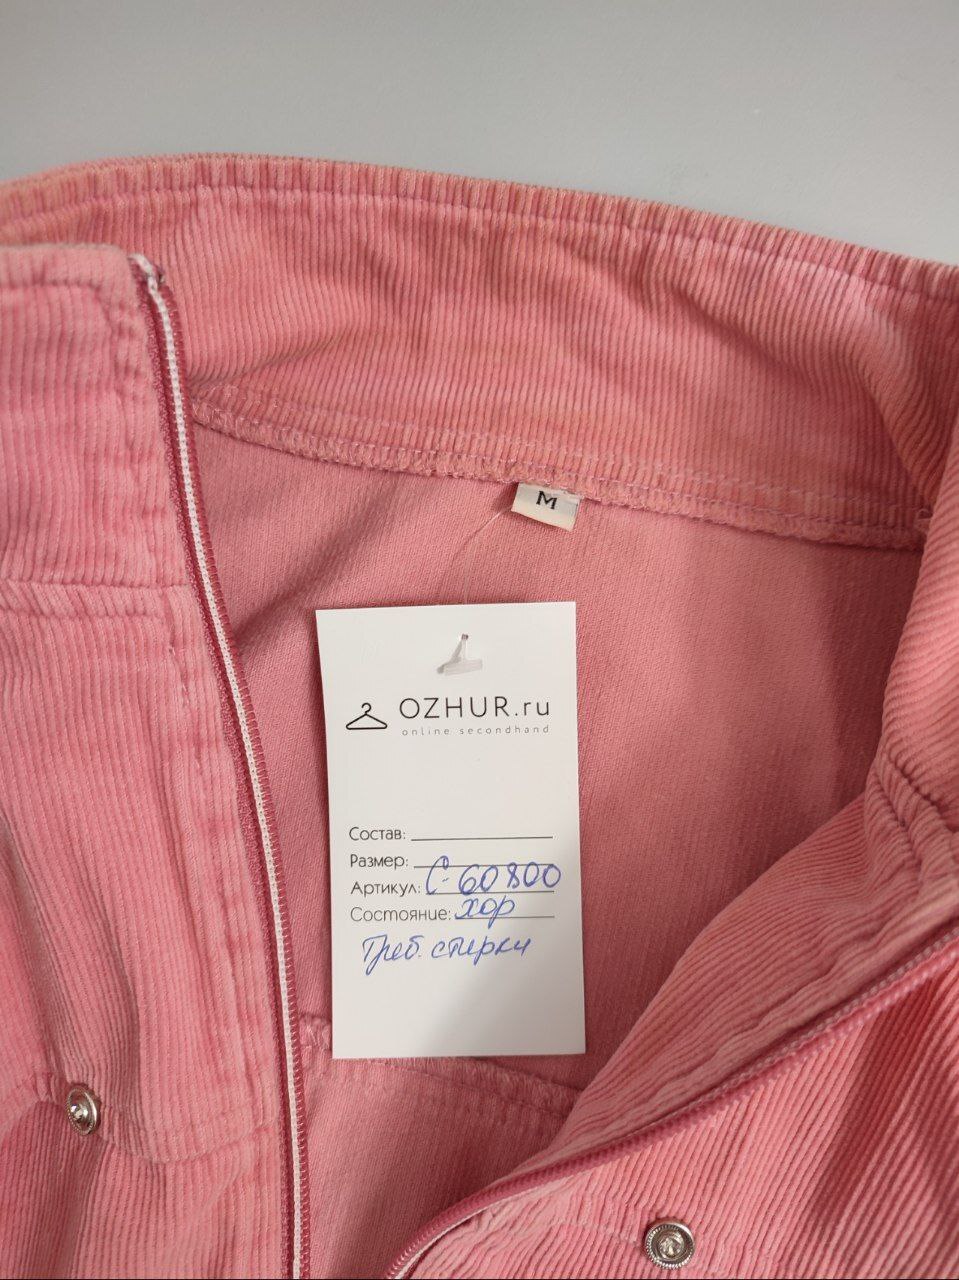 M
OZHUR.ru
online secondhand
Состав:
Размер:
Артикул: С-60800
Состояние: хор
Треб. стирки